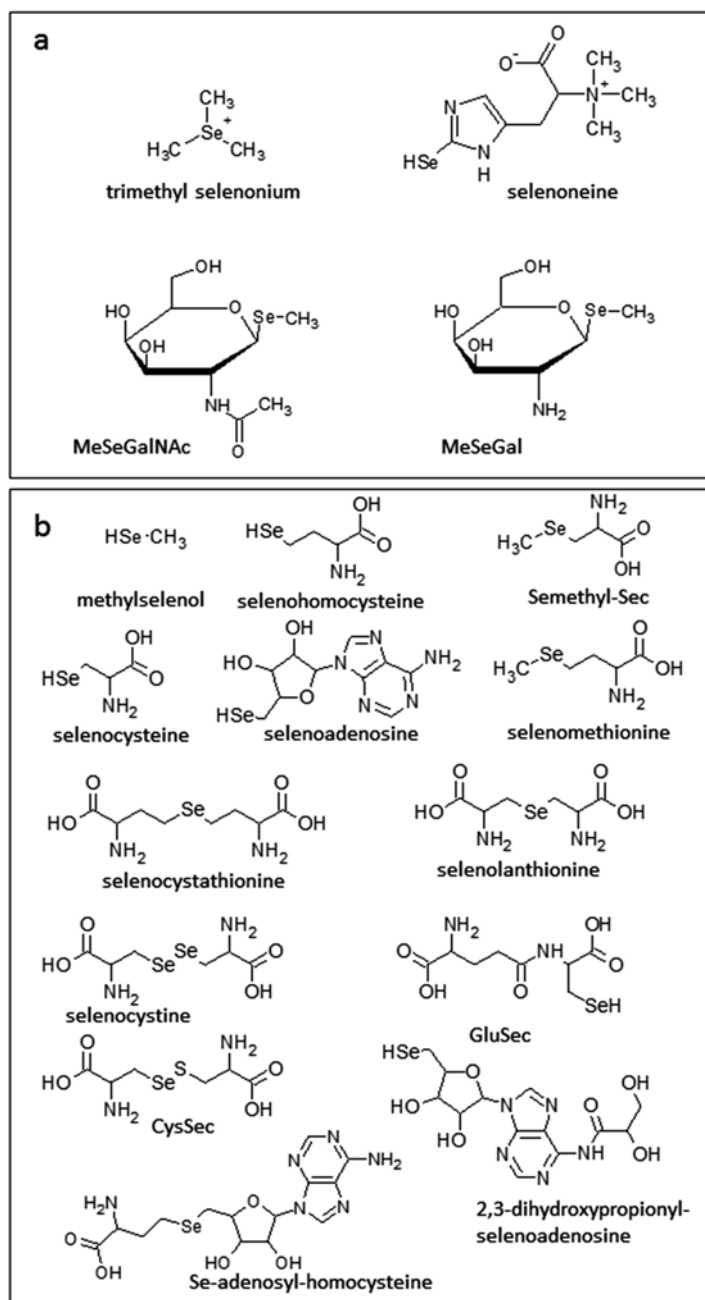 a
CH3
Se+
H3C CH3
trimethyl selenonium
O
O-
CH3
N+
CH3
CH3
N
HSe
N
H
selenoneine
OH
HO
O
Se CH3
OH
NH CH3
O
MeSeGalNAc
OH
HO
O
Se CH3
OH
NH2
MeSeGal
b
HSe CH3
methylselenol
OH
HSe
O
NH2
selenohomocysteine
NH2
Se
O
H3C
OH
Semethyl-Sec
OH
HSe
O
NH2
selenocysteine
OH
HO
N
N
NH2
O
N
N
HSe
selenoadenosine
O
Se
H3C
OH
NH2
selenomethionine
O
O
HO
Se
OH
NH2
NH2
selenocystathionine
O
O
HO
Se
OH
NH2
NH2
selenolanthionine
O
NH2
HO
Se
Se
O
NH2
OH
selenocystine
NH2
O
OH
NH
O
OH
O
SeH
GluSec
O
NH2
HO
Se
S
O
NH2
OH
CysSec
HSe
O
HO
OH
N
N
N
N
NH
O
OH
OH
2,3-dihydroxypropionyl-
selenoadenosine
N
N
NH2
N
N
H2N
Se
O
O
OH
HO
OH
Se-adenosyl-homocysteine